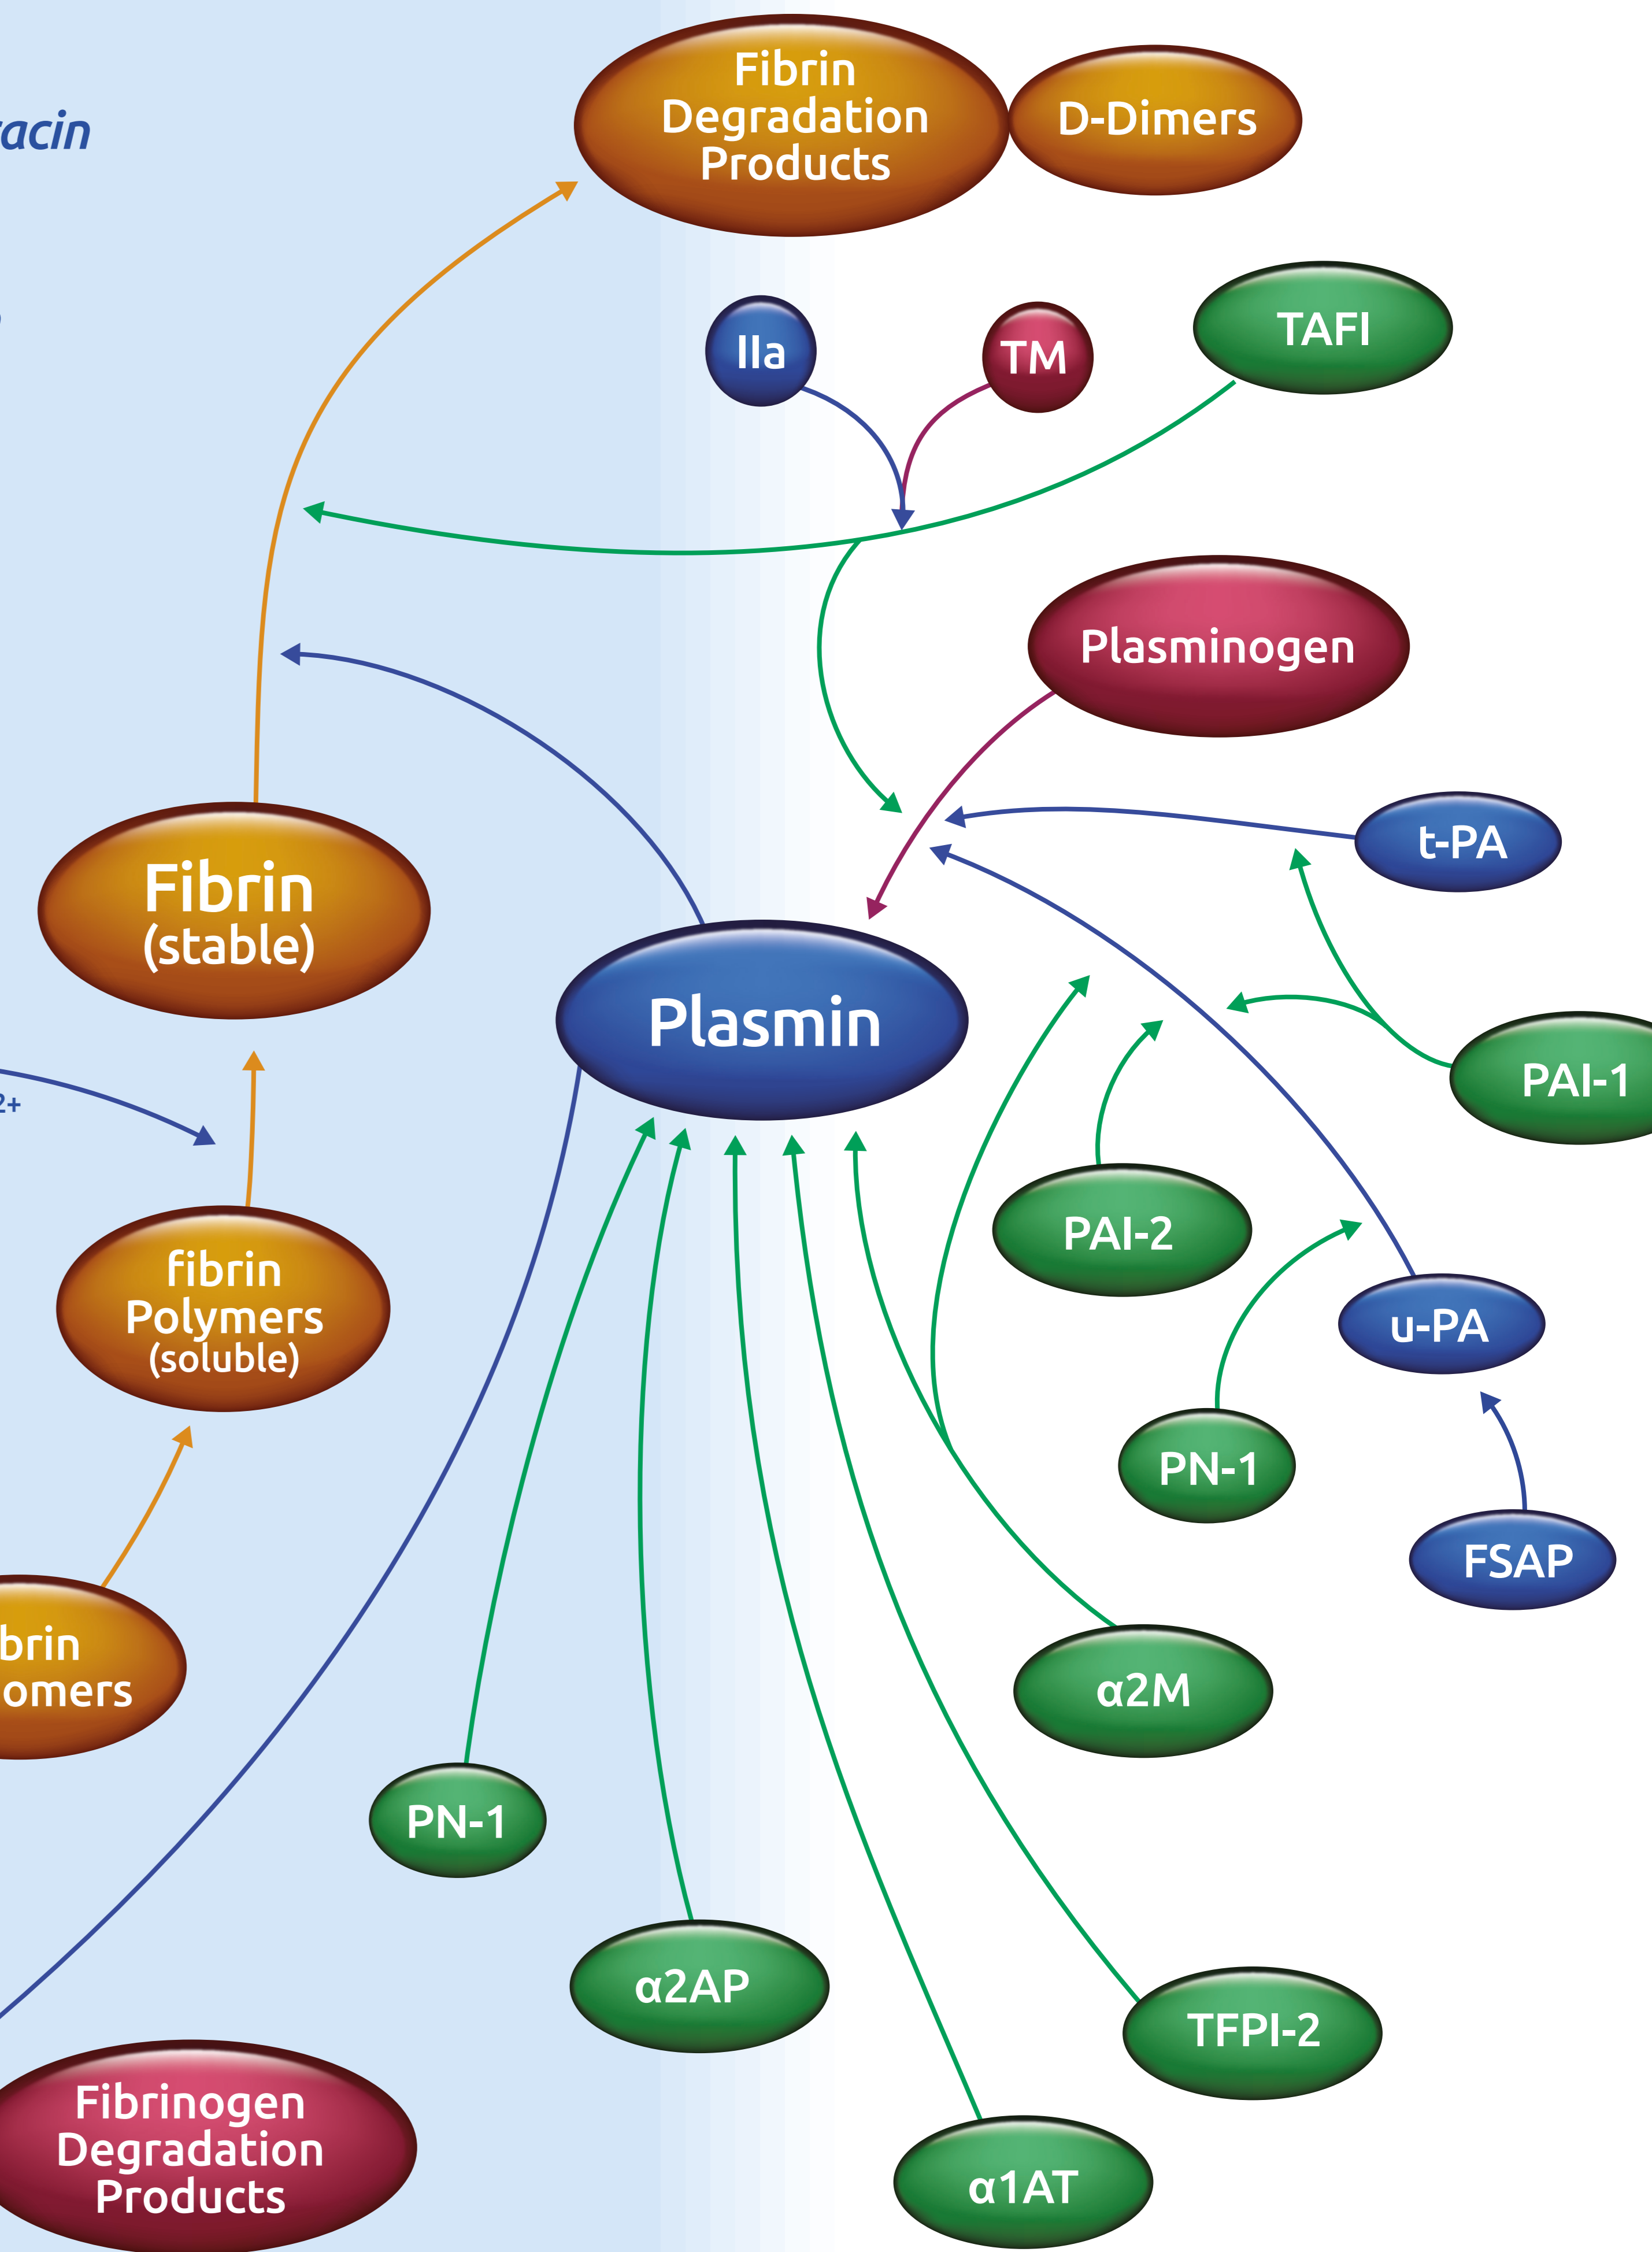 Fibrin
Degradation
Products
D-Dimers
IIa
TM
TAFI
Plasminogen
t-PA
Fibrin
(stable)
Plasmin
PAI-1
2+
PAI-2
fibrin
Polymers
(soluble)
u-PA
PN-1
FSAP
α2M
PN-1
α2AP
TFPI-2
Fibrinogen
Degradation
Products
α1AT